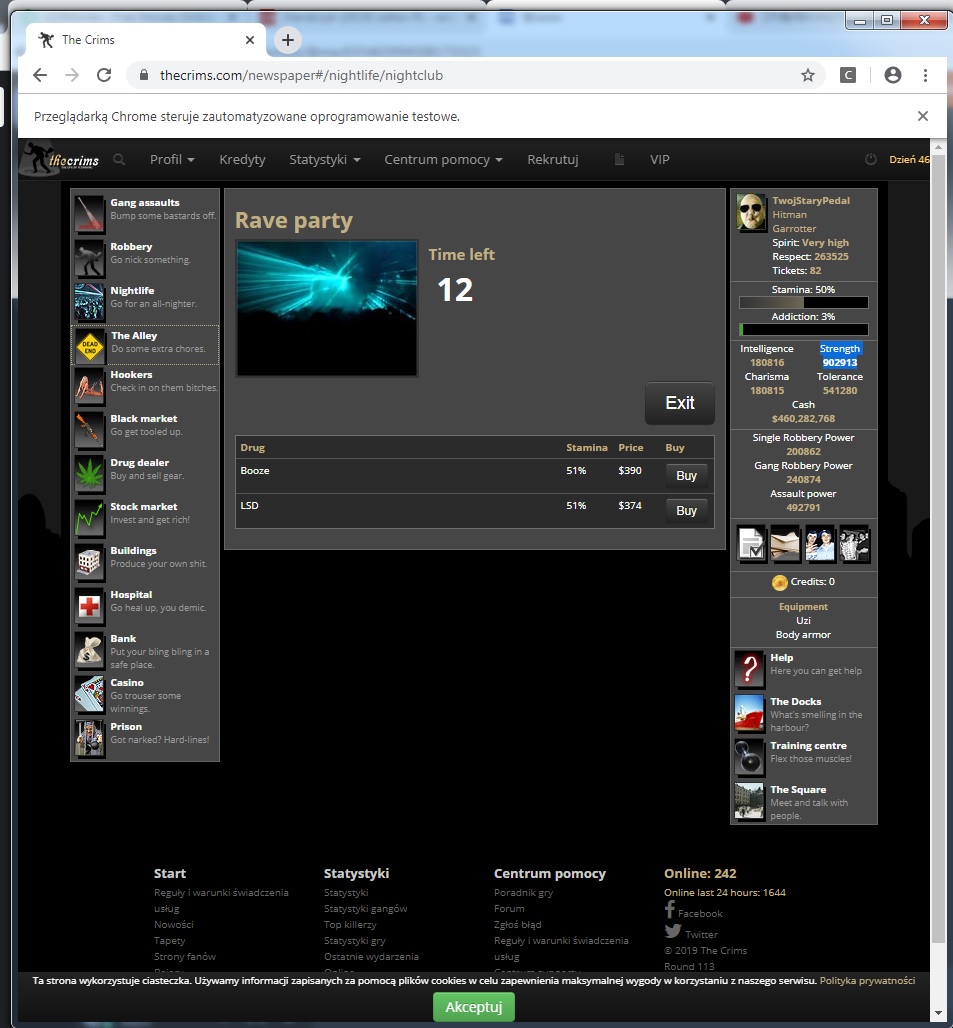 The Crims
thecrims.com/newspaper#/nightlife/nightclub
C
Przeglądarką Chrome steruje zautomatyzowane oprogramowanie testowe.
thecrims
Profil
Kredyty
Statystyki
Centrum pomocy
Rekrutuj
VIP
Dzień 46
Gang assaults
Bump some bastards off.
Robbery
Go nick something.
Nightlife
Go for an all-nighter.
DEAD END
The Alley
Do some extra chores.
Hookers
Check in on them bitches.
Black market
Go get tooled up.
Drug dealer
Buy and sell gear.
Stock market
Invest and get rich!
Buildings
Produce your own shit.
Hospital
Go heal up, you demic.
Bank
Put your bling bling in a
safe place.
Casino
Go trouser some
winnings.
Prison
Got narked? Hard-lines!
Rave party
Time left
12
Exit
Drug Stamina Price Buy
Booze 51% $390 Buy
LSD 51% $374 Buy
TwojStaryPedal
Hitman
Garrotter
Spirit: Very high
Respect: 263525
Tickets: 82
Stamina: 50%
Addiction: 3%
Intelligence Strength
180816 902913
Charisma Tolerance
180815 541280
Cash
$460,282,768
Single Robbery Power
200862
Gang Robbery Power
240874
Assault power
492791
Credits: 0
Equipment
Uzi
Body armor
Help
Here you can get help
The Docks
What's smelling in the
harbour?
Training centre
Flex those muscles!
The Square
Meet and talk with
people.
Start
Reguły i warunki świadczenia
usług
Nowości
Tapety
Strony fanów
Statystyki
Statystyki
Statystyki gangów
Top killerzy
Statystyki gry
Ostatnie wydarzenia
Online
Centrum pomocy
Poradnik gry
Forum
Zgłoś błąd
Reguły i warunki świadczenia
usług
Centrum supportu
Online: 242
Online last 24 hours: 1644
Facebook
Twitter
© 2019 The Crims
Round 113
Ta strona wykorzystuje ciasteczka. Używamy informacji zapisanych za pomocą plików cookies w celu zapewnienia maksymalnej wygody w korzystaniu z naszego serwisu. Polityka prywatności
Akceptuj